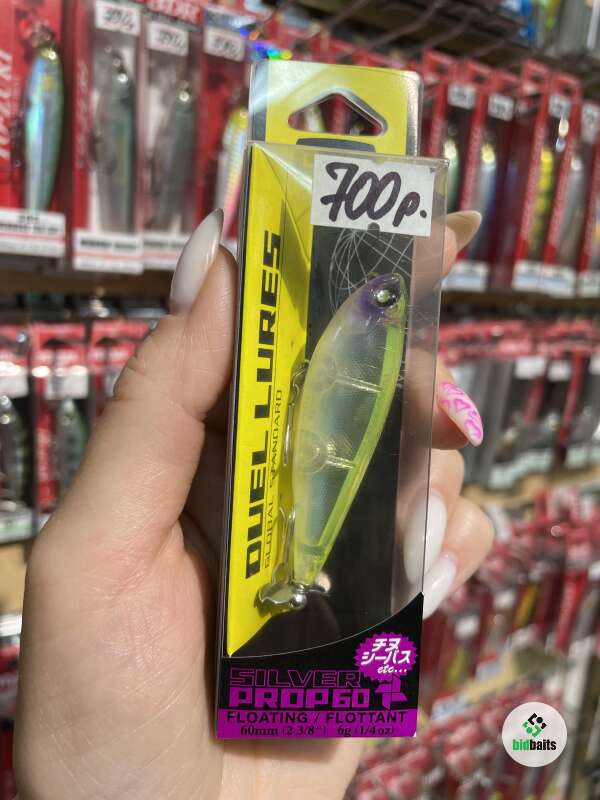 700р.
DUEL LURES
GLOBAL STANDARD
チヌ
シーバス
etc...
SILVER
PROP60
FLOATING / FLOTTANT
60mm (2 3/8") 6g (1/4oz)
bidbaits